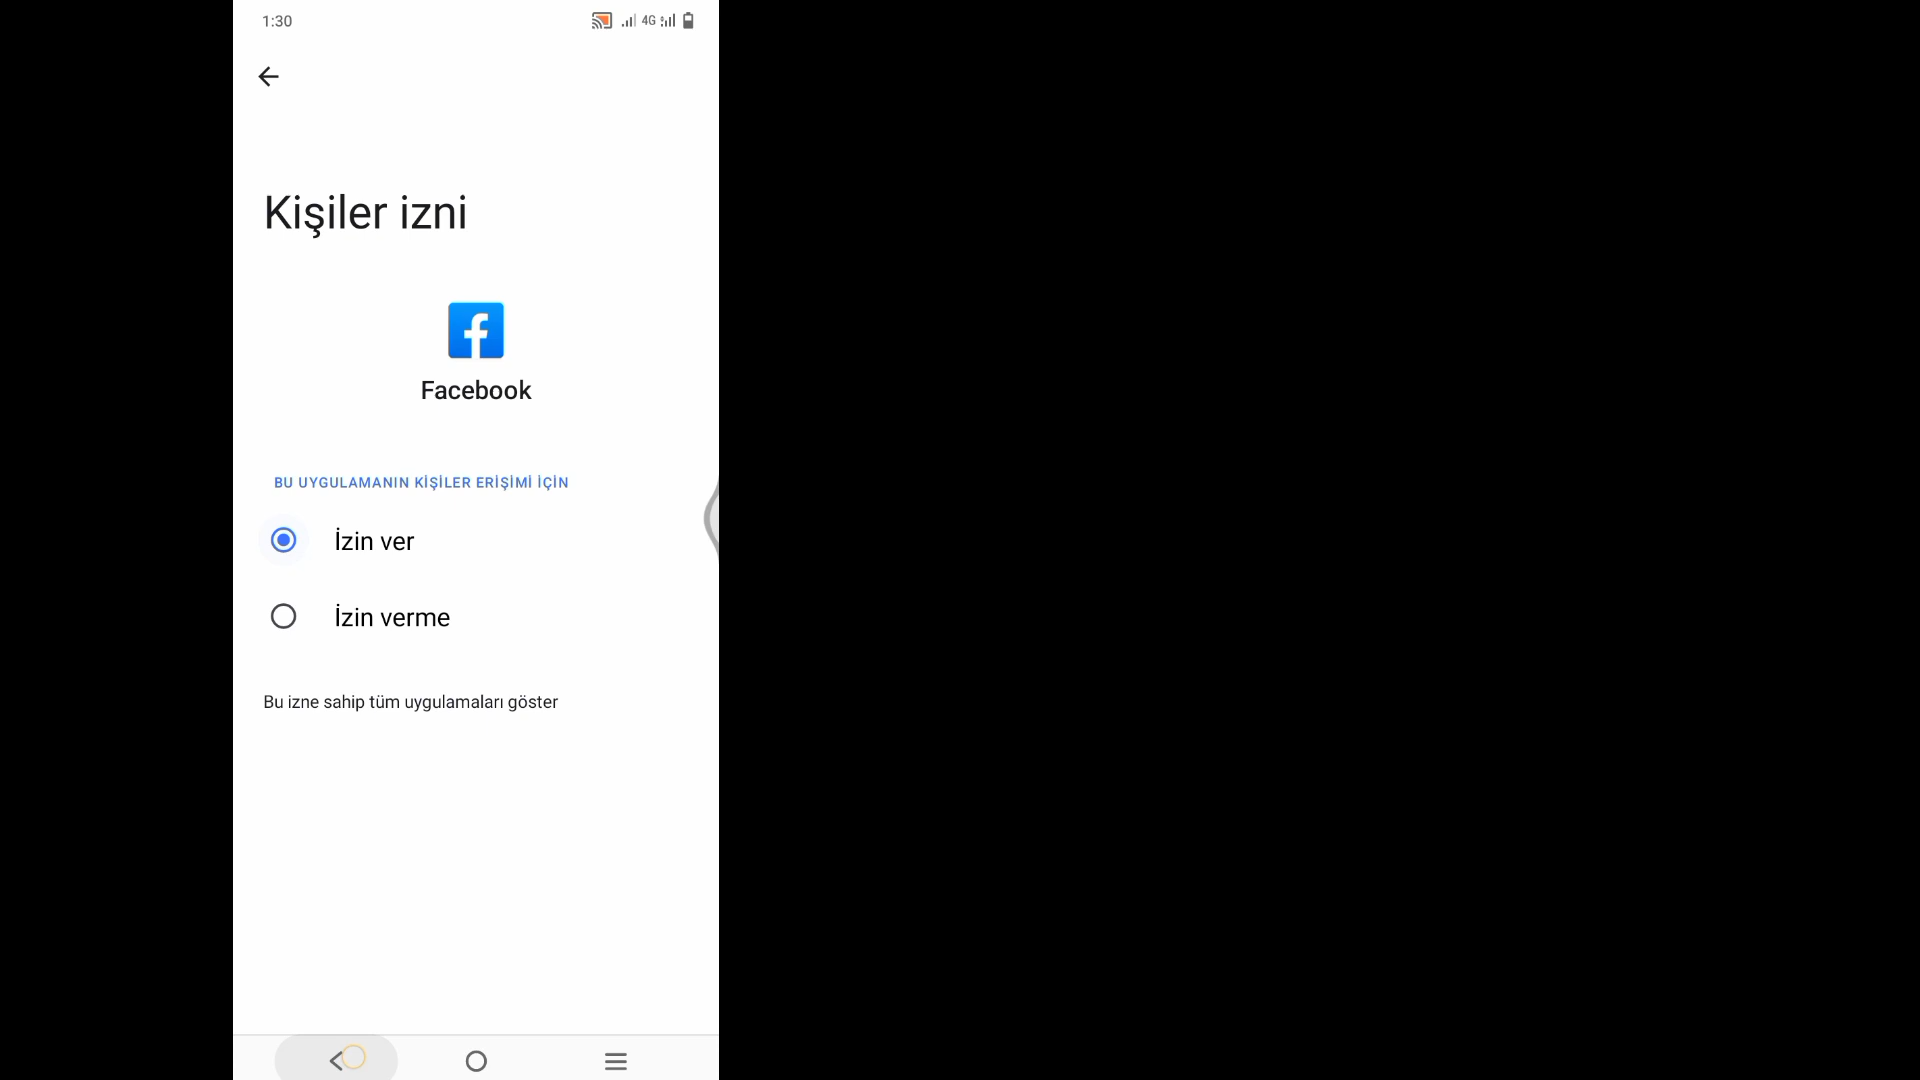 1:30
4G
Kişiler izni
Facebook
BU UYGULAMANIN KİŞİLER ERİŞİMİ İÇİN
İzin ver
İzin verme
Bu izne sahip tüm uygulamaları göster